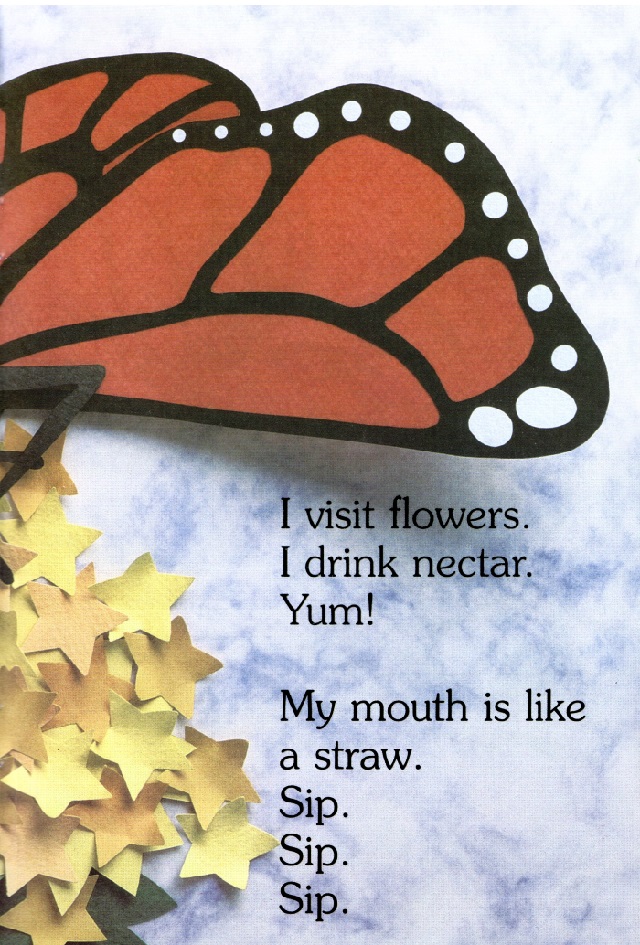 I visit flowers.
I drink nectar.
Yum!
My mouth is like
a straw.
Sip.
Sip.
Sip.